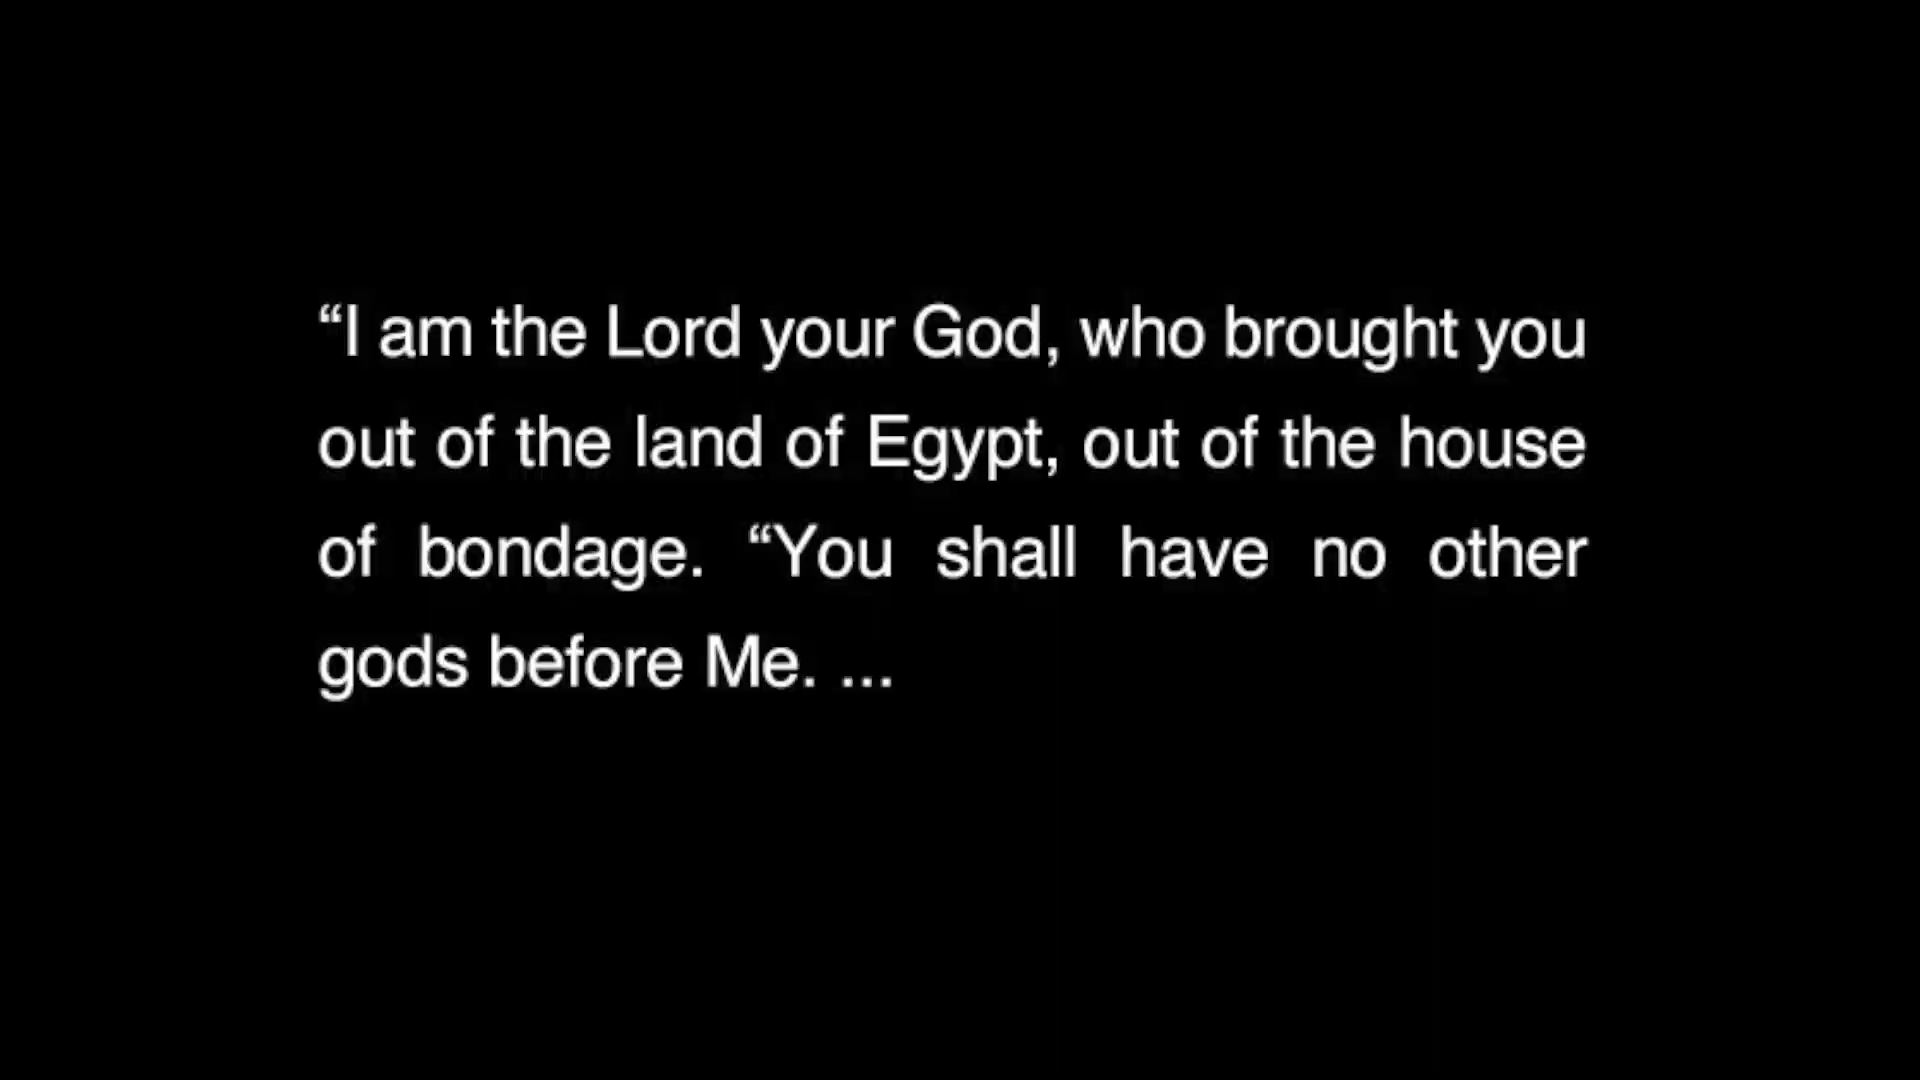 “I am the Lord your God, who brought you
out of the land of Egypt, out of the house
of bondage. “You shall have no other
gods before Me. ...